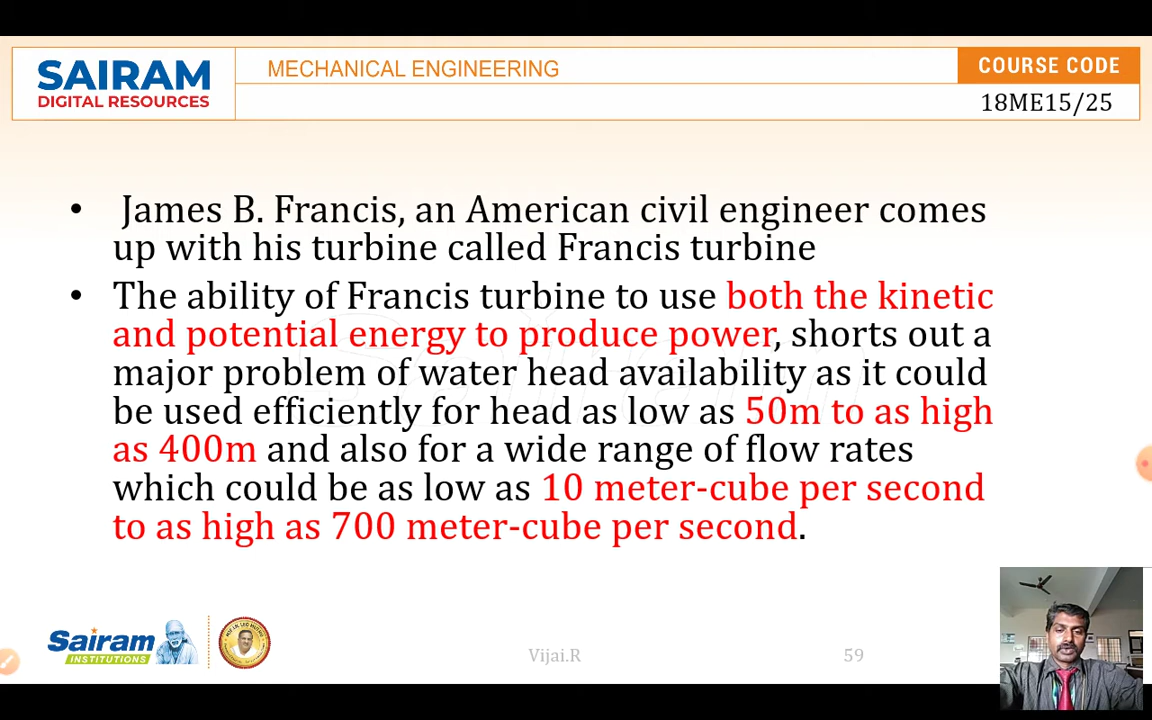 SAIRAM
DIGITAL RESOURCES
MECHANICAL ENGINEERING
COURSE CODE
18ME15/25
• James B. Francis, an American civil engineer comes
up with his turbine called Francis turbine
• The ability of Francis turbine to use both the kinetic
and potential energy to produce power, shorts out a
major problem of water head availability as it could
be used efficiently for head as low as 50m to as high
as 400m and also for a wide range of flow rates
which could be as low as 10 meter-cube per second
to as high as 700 meter-cube per second.
Sairam
INSTITUTIONS
Vijai.R
59